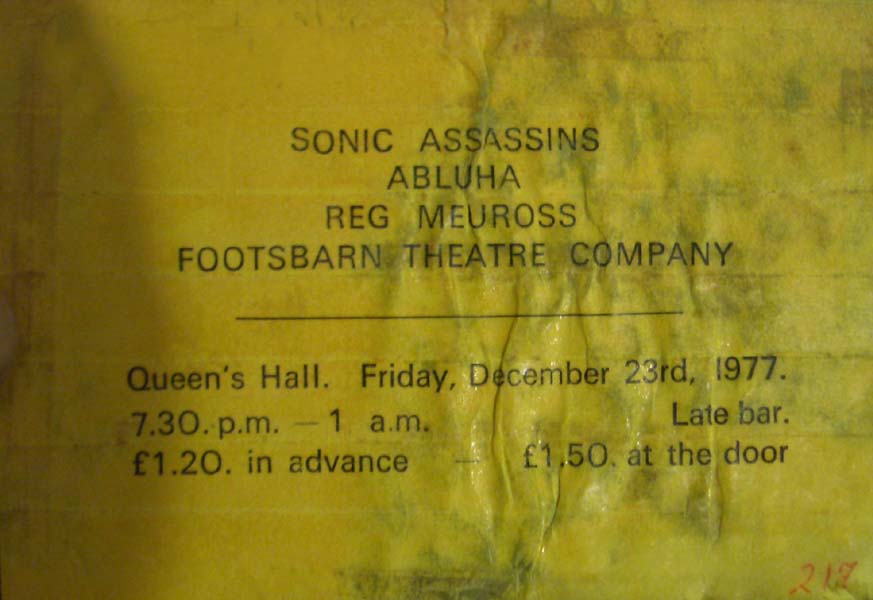 SONIC ASSASSINS
ABLUHA
REG MEUROSS
FOOTSBARN THEATRE COMPANY
Queen's Hall. Friday, December 23rd, 1977.
7.30. p.m. — 1 a.m. Late bar.
£1.20. in advance — £1.50. at the door
217